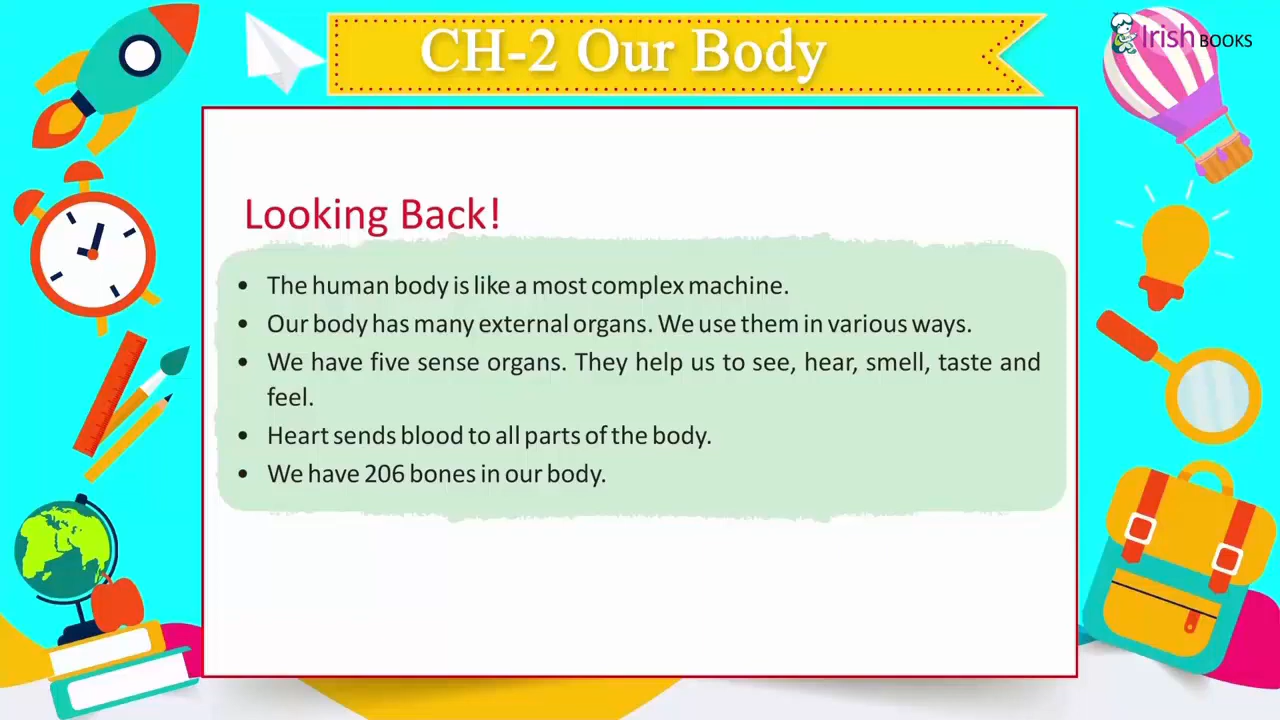 CH-2 Our Body
Irish BOOKS
Looking Back!
• The human body is like a most complex machine.
• Our body has many external organs. We use them in various ways.
• We have five sense organs. They help us to see, hear, smell, taste and
feel.
• Heart sends blood to all parts of the body.
• We have 206 bones in our body.